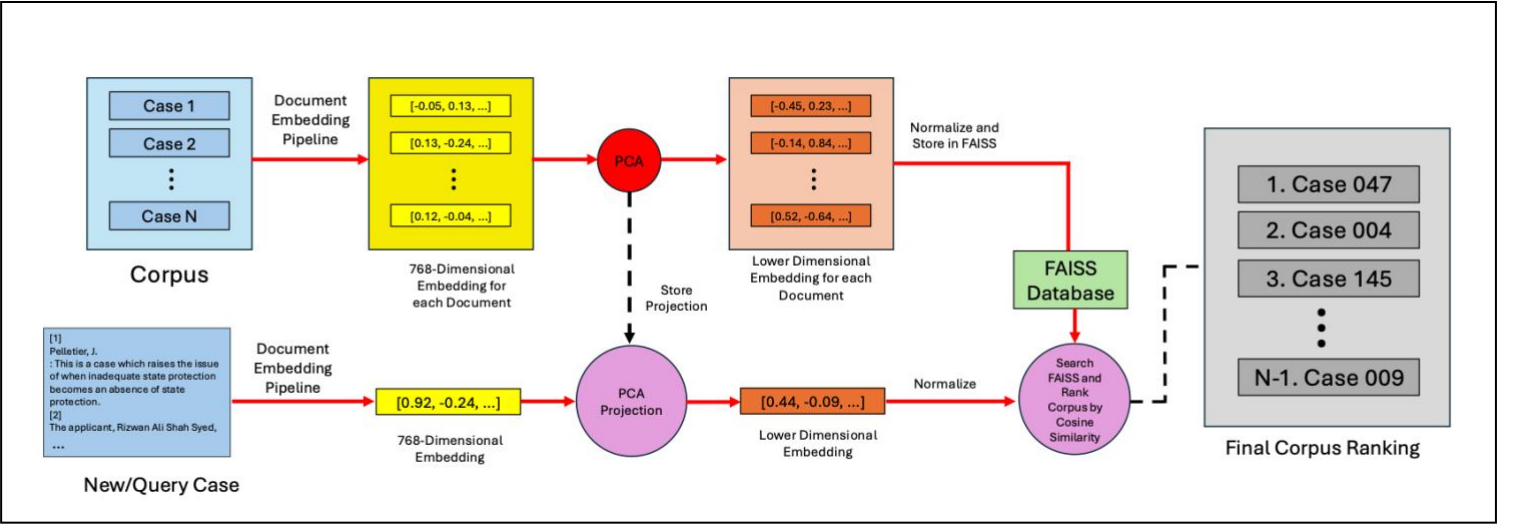 Case 1
Case 2
Case N
Corpus
Document
Embedding
Pipeline
[-0.05, 0.13, ...]
[0.13, -0.24, ...]
[0.12, -0.04, ...]
768-Dimensional
Embedding for
each Document
PCA
Store
Projection
[-0.45, 0.23, ...]
[-0.14, 0.84, ...]
[0.52, -0.64, ...]
Lower Dimensional
Embedding for each
Document
Normalize and
Store in FAISS
FAISS
Database
[1]
Pelletier, J.
: This is a case which raises the issue
of when inadequate state protection
becomes an absence of state
protection.
[2]
The applicant, Rizwan Ali Shah Syed,
...
New/Query Case
Document
Embedding
Pipeline
[0.92, -0.24, ...]
768-Dimensional
Embedding
PCA
Projection
[0.44, -0.09, ...]
Lower Dimensional
Embedding
Normalize
Search
FAISS and
Rank
Corpus by
Cosine
Similarity
1. Case 047
2. Case 004
3. Case 145
N-1. Case 009
Final Corpus Ranking